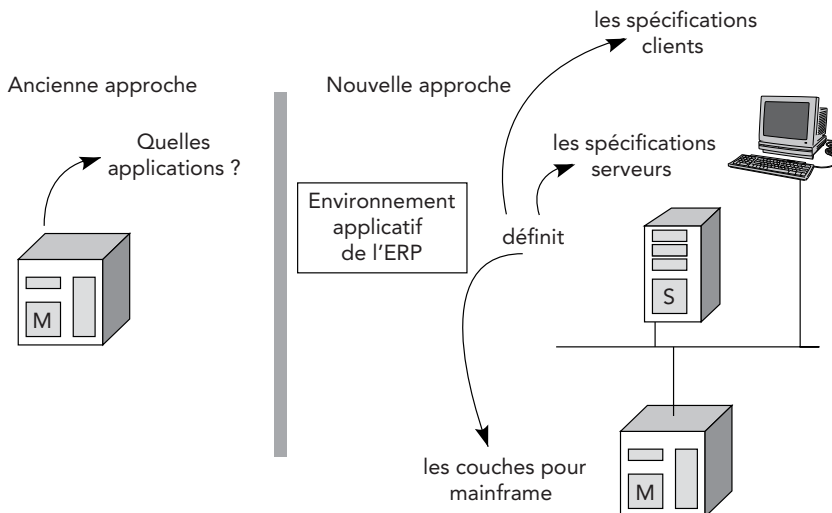 Ancienne approche
Quelles
applications ?
M
Nouvelle approche
les spécifications
clients
les spécifications
serveurs
Environnement
applicatif
de l'ERP
définit
S
les couches pour
mainframe
M